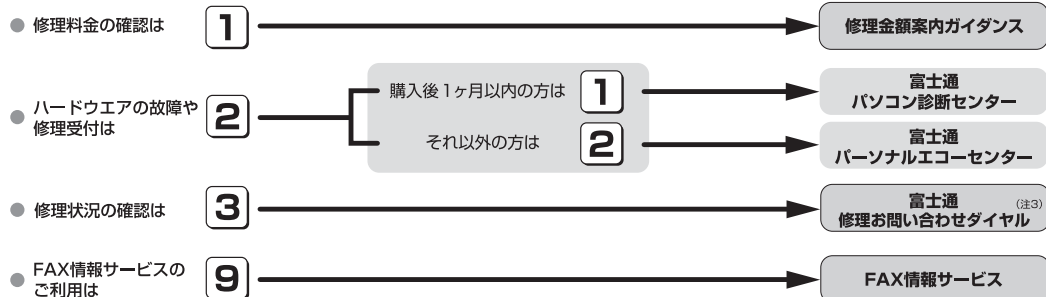 修理料金の確認は 1 修理金額案内ガイダンス
ハードウエアの故障や
修理受付は
2
購入後1ヶ月以内の方は 1
富士通
パソコン診断センター
それ以外の方は 2
富士通
パーソナルエコーセンター
修理状況の確認は 3
富士通 (注3)
修理お問い合わせダイヤル
FAX情報サービスの
ご利用は
9
FAX情報サービス